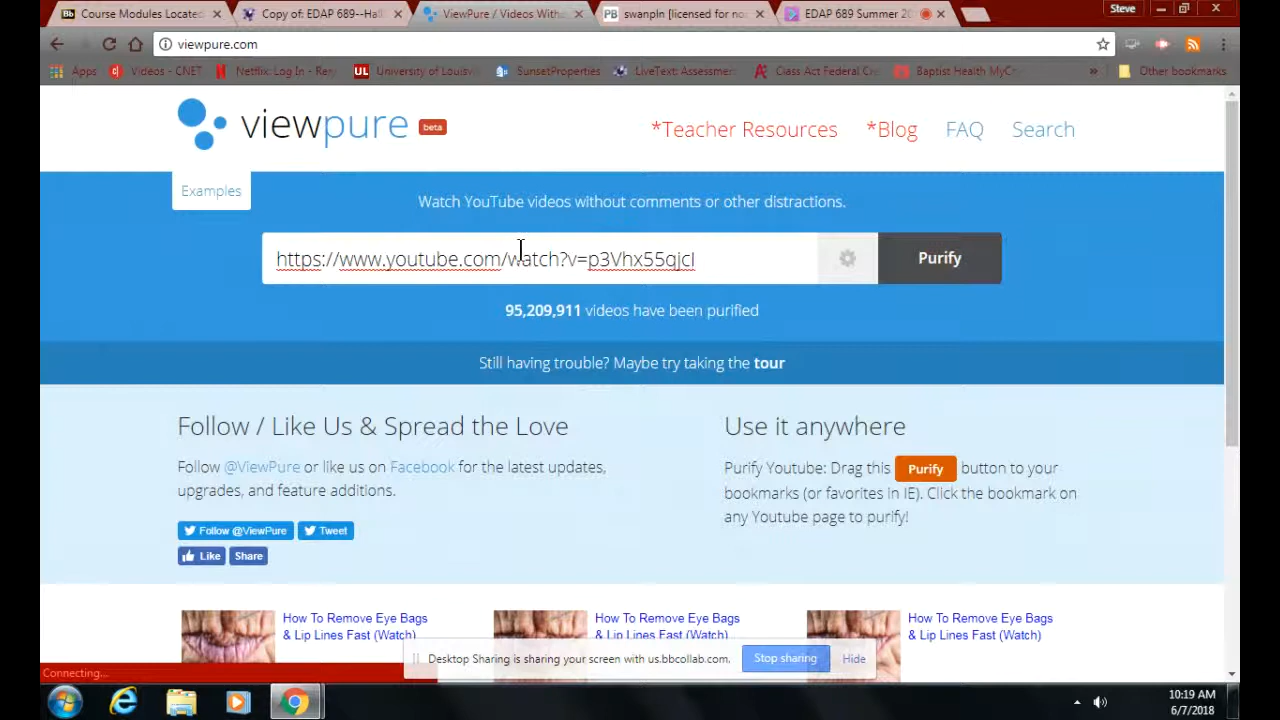 Course Modules Located
Copy of: EDAP 689--Hall
ViewPure / Videos With
PB swanpln [licensed for no
EDAP 689 Summer 20
Steve
viewpure.com
Apps
Videos - CNET
Netflix: Log In - Ren
UL University of Louisv
SunsetProperties
LiveText: Assessmen
Class Act Federal Cr
Baptist Health MyCh
»
Other bookmarks
viewpure beta
*Teacher Resources
*Blog
FAQ
Search
Examples
Watch YouTube videos without comments or other distractions.
https://www.youtube.com/watch?v=p3Vhx55qjcI
Purify
95,209,911 videos have been purified
Still having trouble? Maybe try taking the tour
Follow / Like Us & Spread the Love
Follow @ViewPure or like us on Facebook for the latest updates,
upgrades, and feature additions.
Follow @ViewPure Tweet
Like Share
Use it anywhere
Purify Youtube: Drag this Purify button to your
bookmarks (or favorites in IE). Click the bookmark on
any Youtube page to purify!
How To Remove Eye Bags
& Lip Lines Fast (Watch)
How To Remove Eye Bags
& Lip Lines Fast (Watch)
How To Remove Eye Bags
& Lip Lines Fast (Watch)
Desktop Sharing is sharing your screen with us.bbcollab.com. Stop sharing Hide
Connecting...
10:19 AM
6/7/2018